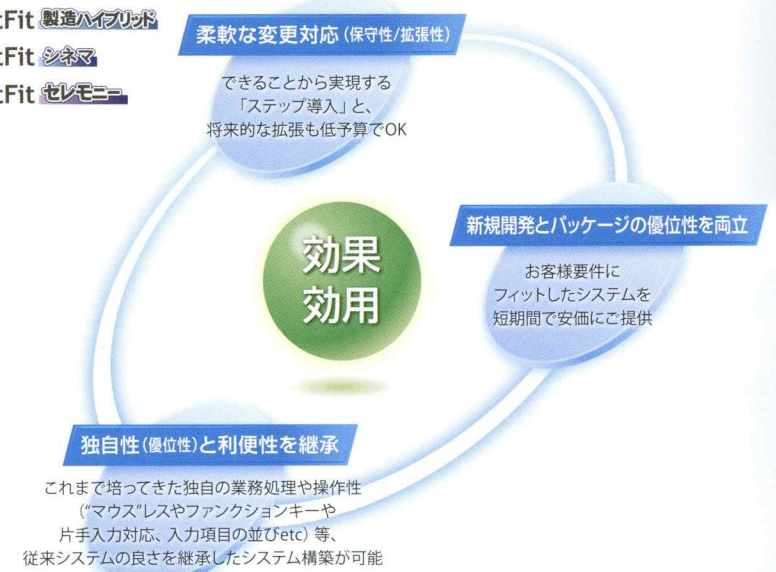 tFit 製造ハイブリッド
tFit シネマ
tFit セレモニー
柔軟な変更対応(保守性/拡張性)
できることから実現する
「ステップ導入」と、
将来的な拡張も低予算でOK
新規開発とパッケージの優位性を両立
お客様要件に
フィットしたシステムを
短期間で安価にご提供
効果
効用
独自性(優位性)と利便性を継承
これまで培ってきた独自の業務処理や操作性
("マウス"レスやファンクションキーや
片手入力対応、入力項目の並びetc) 等、
従来システムの良さを継承したシステム構築が可能